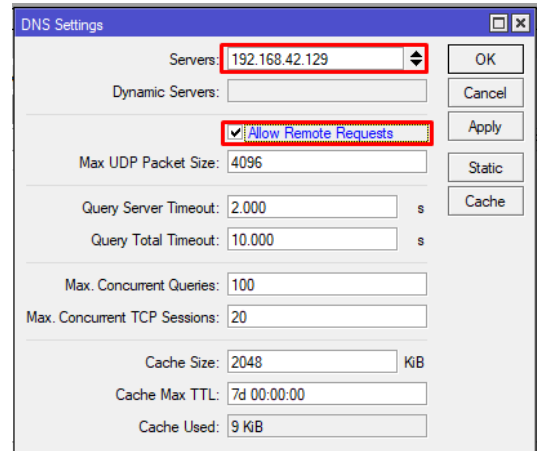 DNS Settings
Servers: 192.168.42.129
OK
Dynamic Servers:
Cancel
Allow Remote Requests
Apply
Max UDP Packet Size: 4096
Static
Query Server Timeout: 2.000 s
Cache
Query Total Timeout: 10.000 s
Max. Concurrent Queries: 100
Max. Concurrent TCP Sessions: 20
Cache Size: 2048 KiB
Cache Max TTL: 7d 00:00:00
Cache Used: 9 KiB